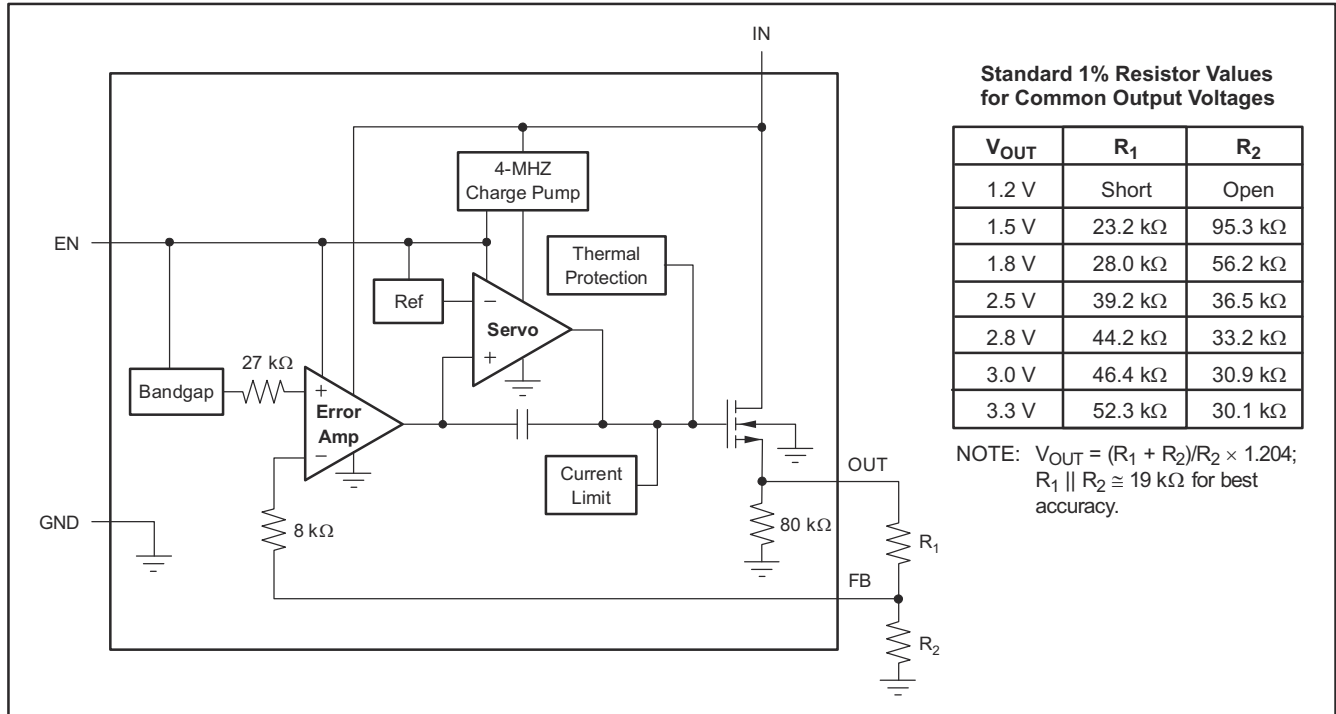 IN
4-MHZ
Charge Pump
EN
Thermal
Protection
Ref
−
Servo
+
27 kΩ
Bandgap
+
Error
Amp
−
Current
Limit
OUT
GND
8 kΩ
80 kΩ
R1
FB
R2
Standard 1% Resistor Values
for Common Output Voltages
VOUT R1 R2
1.2 V Short Open
1.5 V 23.2 kΩ 95.3 kΩ
1.8 V 28.0 kΩ 56.2 kΩ
2.5 V 39.2 kΩ 36.5 kΩ
2.8 V 44.2 kΩ 33.2 kΩ
3.0 V 46.4 kΩ 30.9 kΩ
3.3 V 52.3 kΩ 30.1 kΩ
NOTE: VOUT = (R1 + R2)/R2 × 1.204;
R1 || R2 ≅ 19 kΩ for best
accuracy.